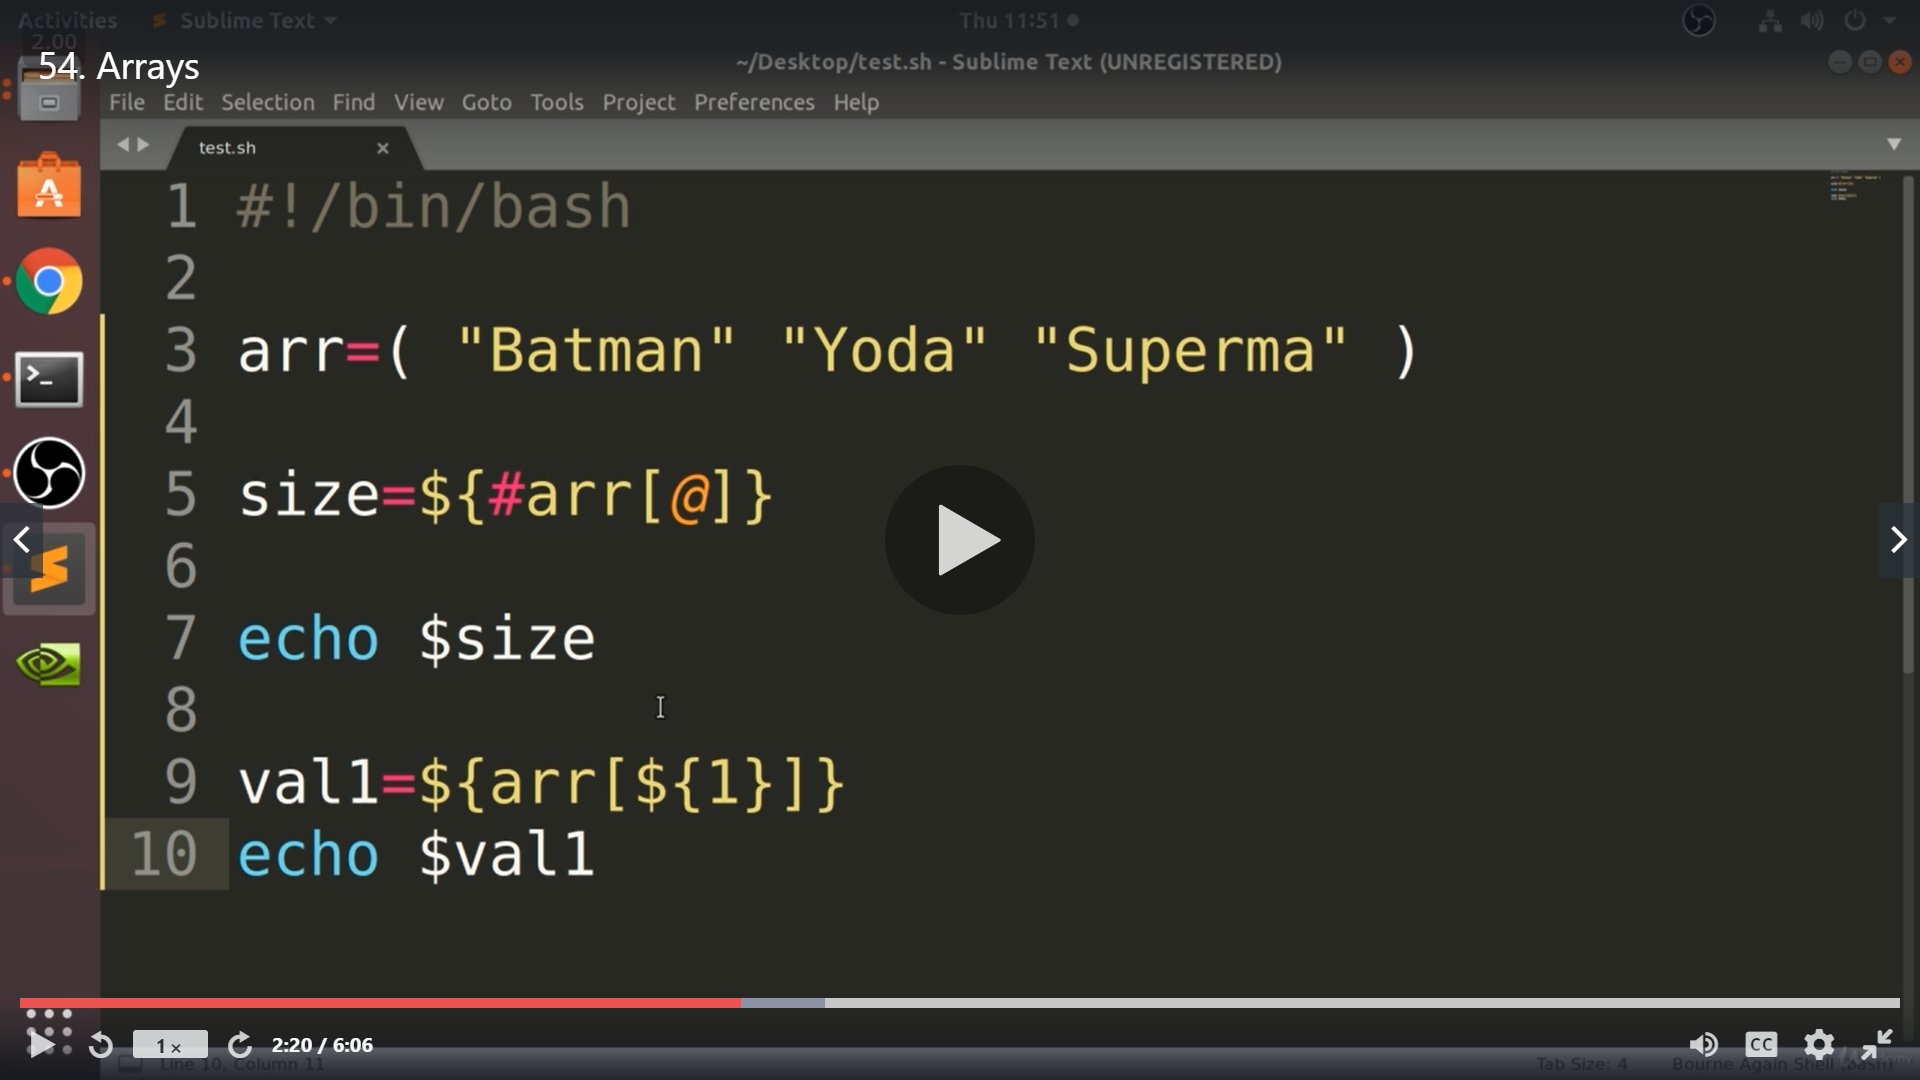 Activities Sublime Text Thu 11:51
2.00
54. Arrays
~/Desktop/test.sh - Sublime Text (UNREGISTERED)
File Edit Selection Find View Goto Tools Project Preferences Help
test.sh
1 #!/bin/bash
2
3 arr=( "Batman" "Yoda" "Superma" )
4
5 size=${#arr[@]}
6
7 echo $size
8
9 val1=${arr[${1}]}
10 echo $val1
1× 2:20 / 6:06 CC
Line 10, Column 11 Tab Size: 4 Bourne Again Shell (bash)